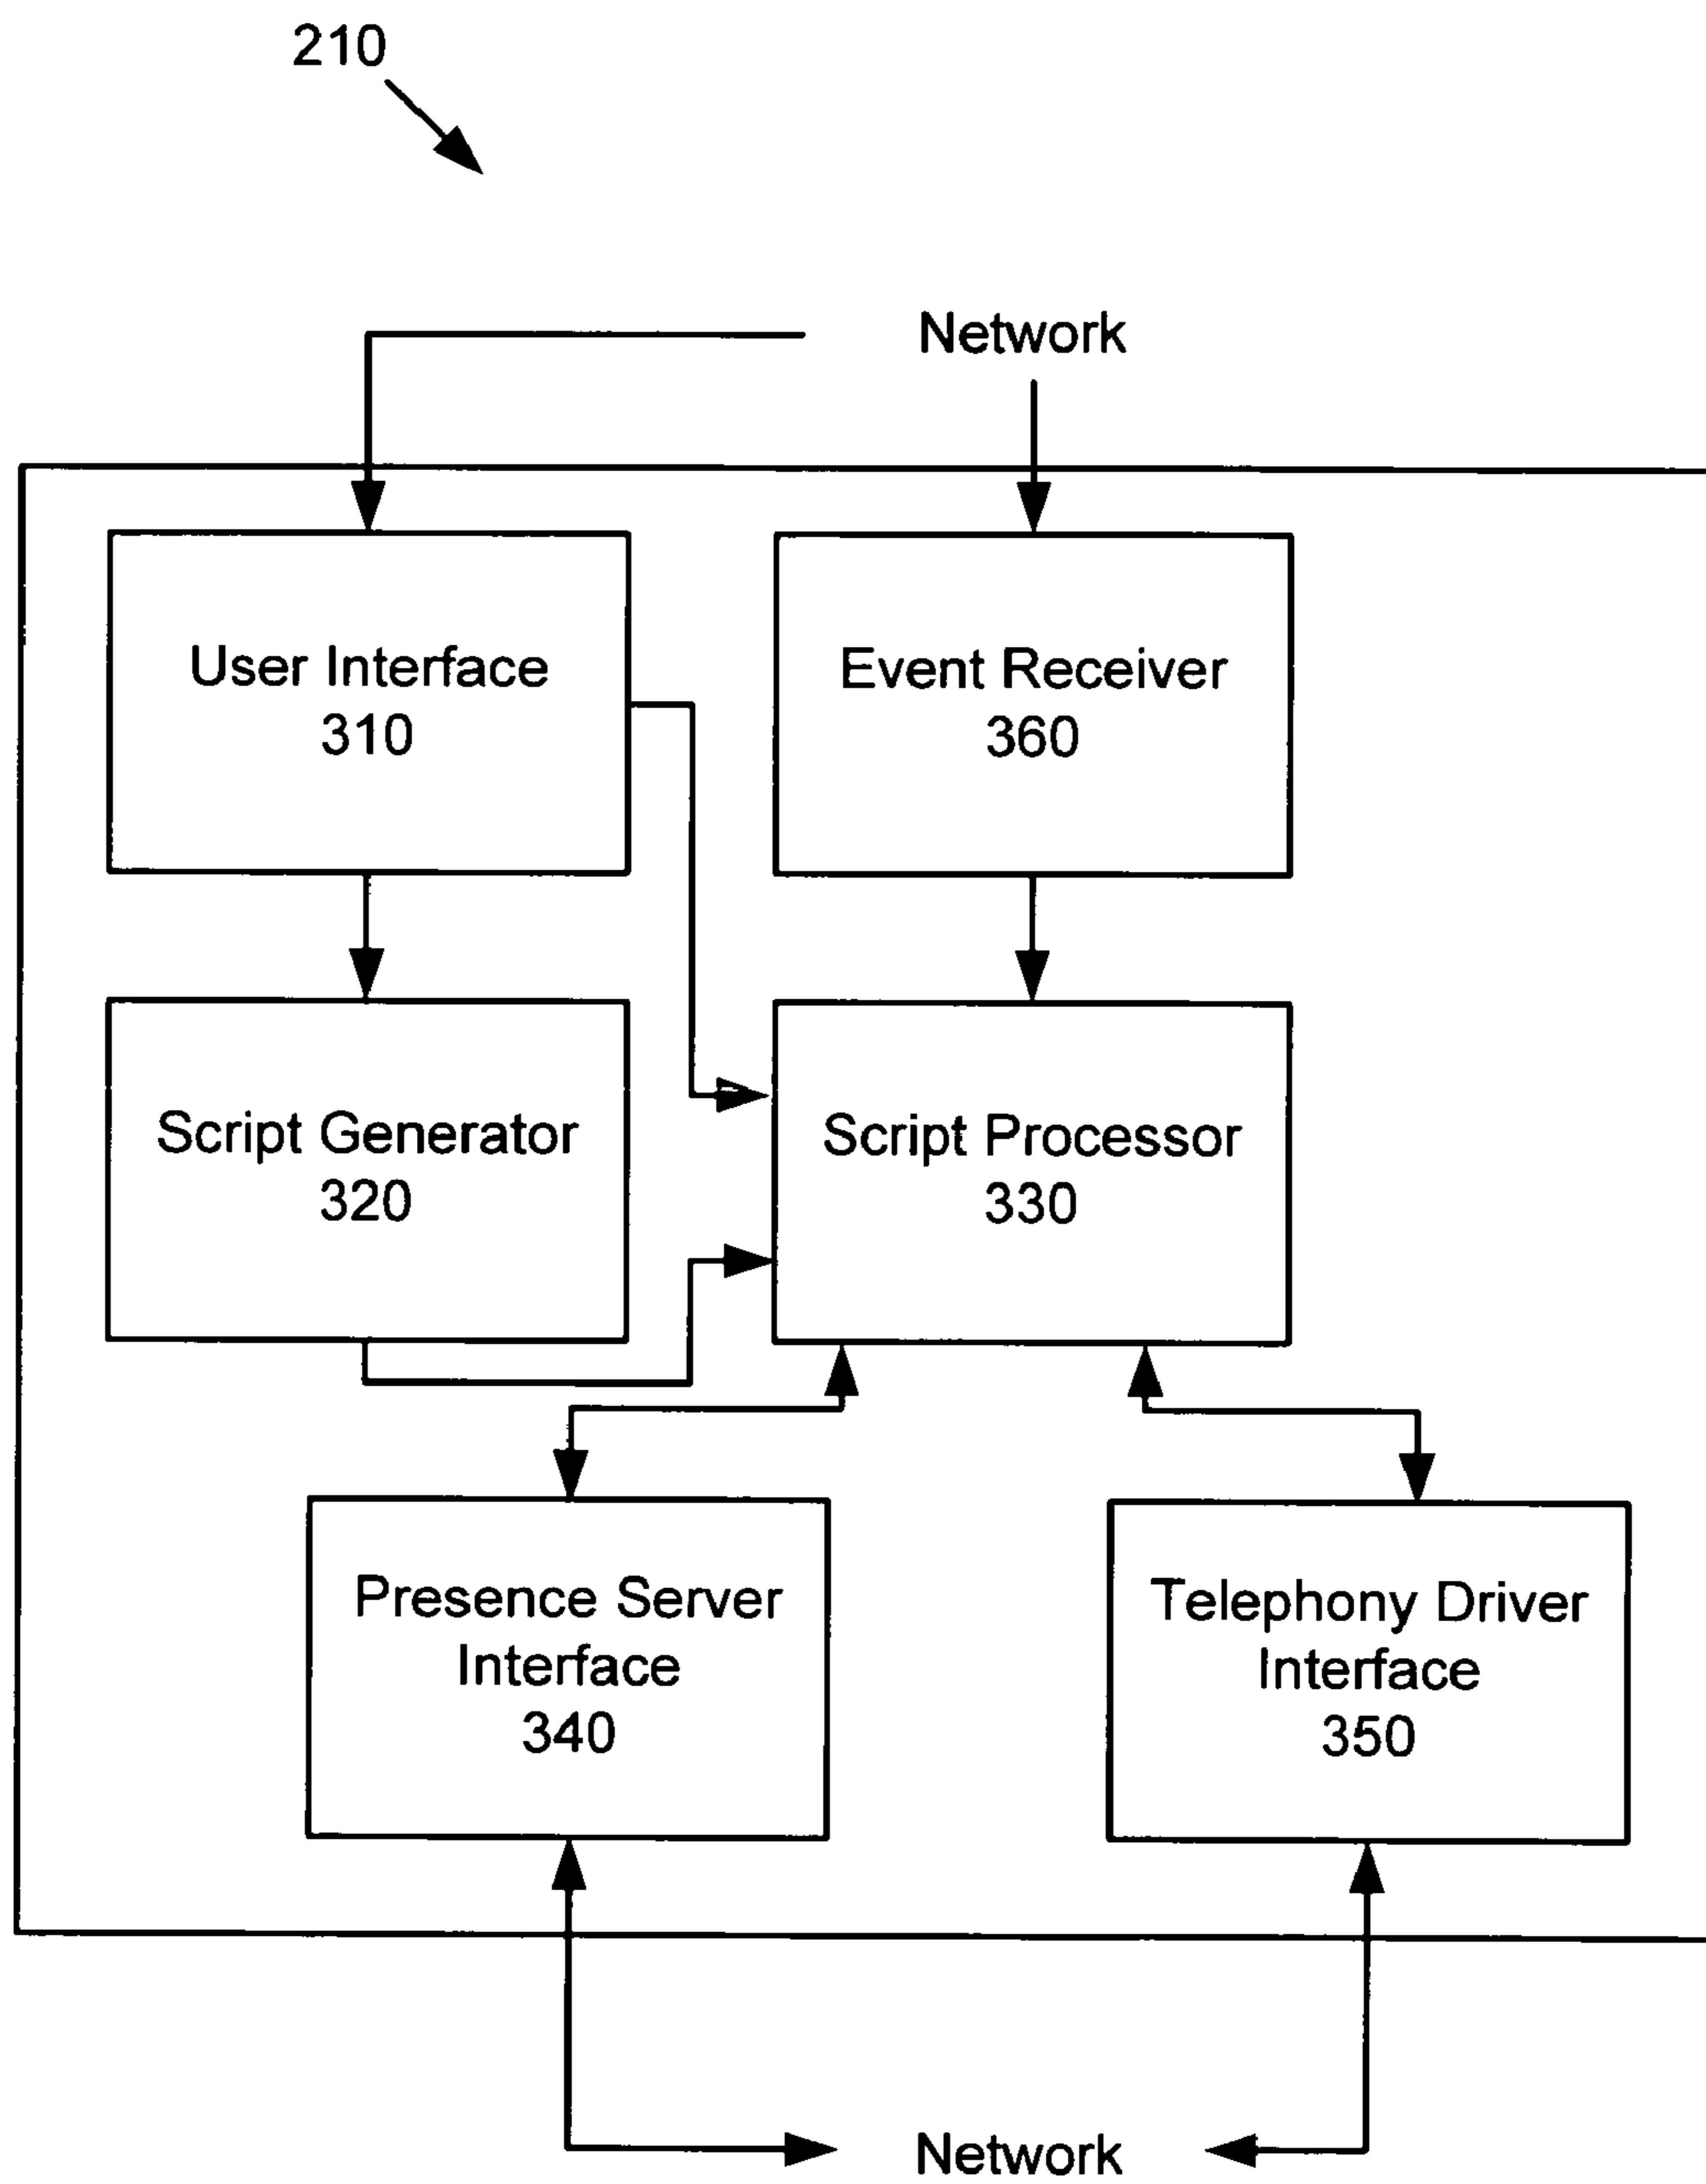 210
Network
User Interface
310
Event Receiver
360
Script Generator
320
Script Processor
330
Presence Server
Interface
340
Telephony Driver
Interface
350
Network